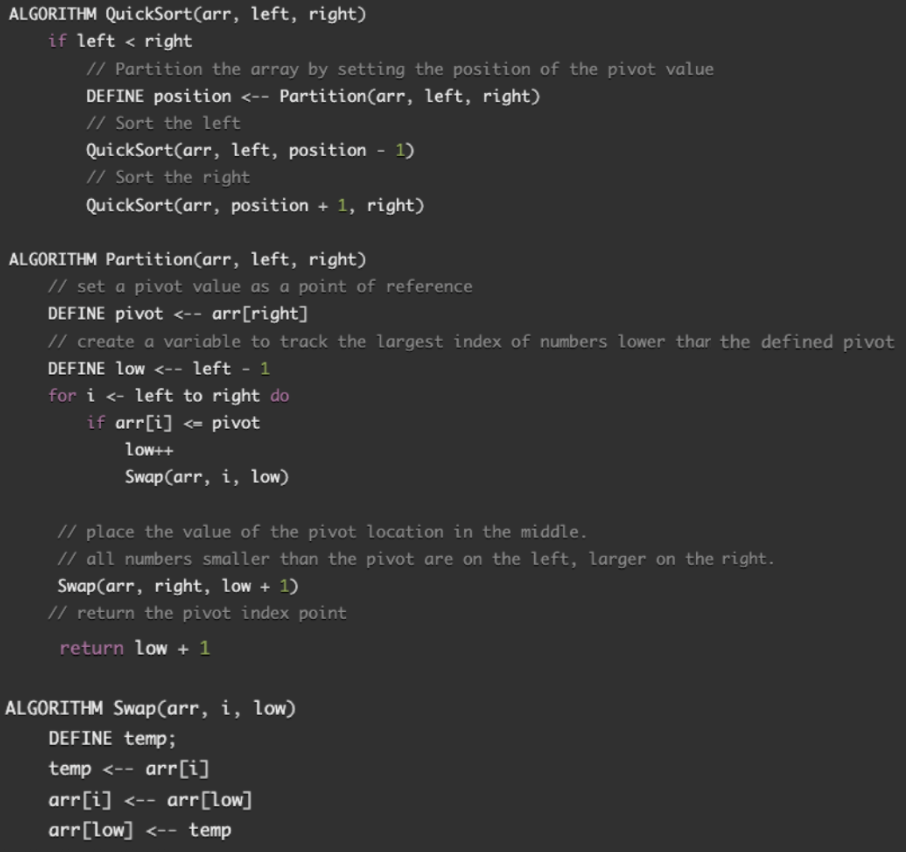 ALGORITHM QuickSort(arr, left, right)
    if left < right
        // Partition the array by setting the position of the pivot value
        DEFINE position <-- Partition(arr, left, right)
        // Sort the left
        QuickSort(arr, left, position - 1)
        // Sort the right
        QuickSort(arr, position + 1, right)

ALGORITHM Partition(arr, left, right)
    // set a pivot value as a point of reference
    DEFINE pivot <-- arr[right]
    // create a variable to track the largest index of numbers lower than the defined pivot
    DEFINE low <-- left - 1
    for i <- left to right do
        if arr[i] <= pivot
            low++
            Swap(arr, i, low)

     // place the value of the pivot location in the middle.
     // all numbers smaller than the pivot are on the left, larger on the right.
     Swap(arr, right, low + 1)
    // return the pivot index point
     return low + 1

ALGORITHM Swap(arr, i, low)
    DEFINE temp;
    temp <-- arr[i]
    arr[i] <-- arr[low]
    arr[low] <-- temp